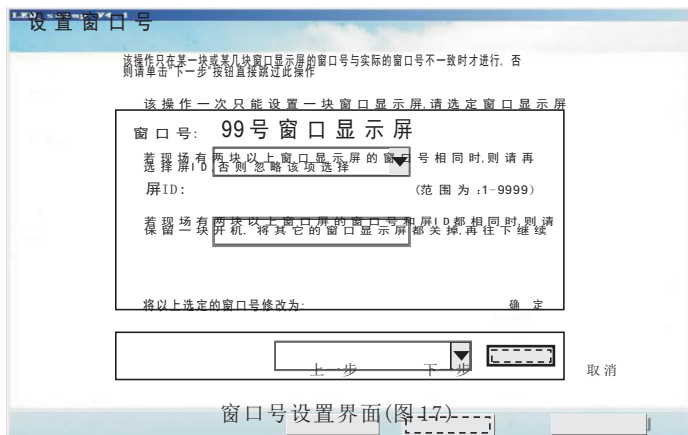 设置窗口号
该操作只在某一块或某几块窗口显示屏的窗口号与实际的窗口号不一致时才进行, 否
则请单击"下一步"按钮直接跳过此操作
该操作一次只能设置一块窗口显示屏,请选定窗口显示屏
窗口号: 99号窗口显示屏
若现场有两块以上窗口显示屏的窗口号相同时,则请再
选择屏ID,否则忽略该项选择
屏ID: (范围为:1-9999)
若现场有两块以上窗口屏的窗口号和屏ID都相同时,则请
保留一块开机, 将其它的窗口显示屏都关掉,再往下继续
将以上选定的窗口号修改为: 确定
上一步 下一步 取消
窗口号设置界面(图17)